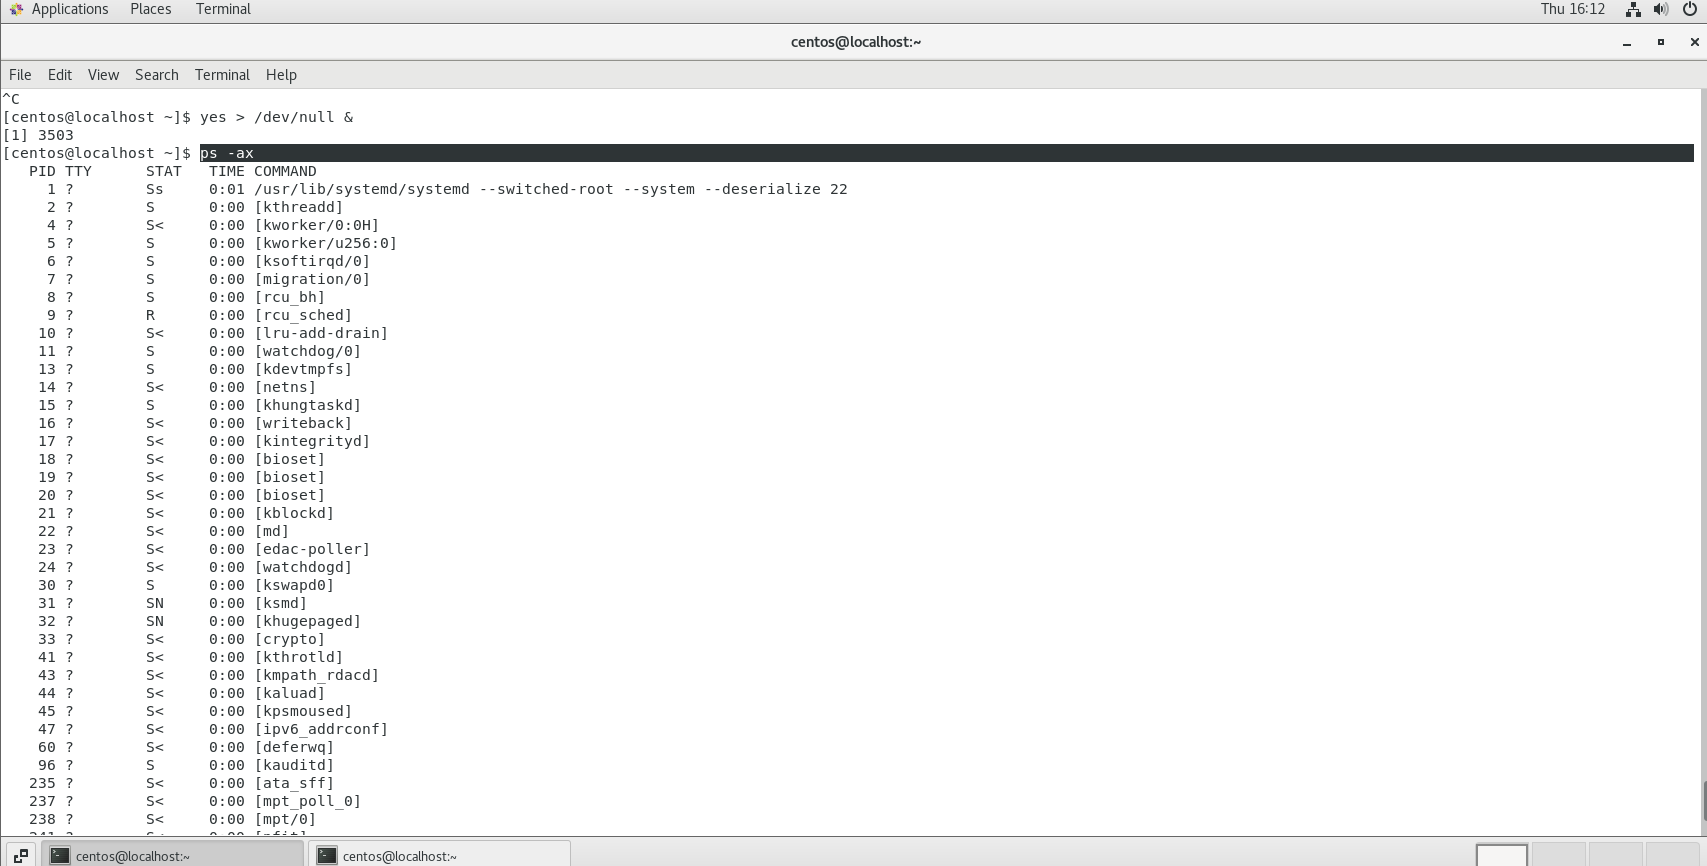 Applications Places Terminal Thu 16:12
centos@localhost:~
File Edit View Search Terminal Help
^C
[centos@localhost ~]$ yes > /dev/null &
[1] 3503
[centos@localhost ~]$ ps -ax
PID TTY STAT TIME COMMAND
1 ? Ss 0:01 /usr/lib/systemd/systemd --switched-root --system --deserialize 22
2 ? S 0:00 [kthreadd]
4 ? S< 0:00 [kworker/0:0H]
5 ? S 0:00 [kworker/u256:0]
6 ? S 0:00 [ksoftirqd/0]
7 ? S 0:00 [migration/0]
8 ? S 0:00 [rcu_bh]
9 ? R 0:00 [rcu_sched]
10 ? S< 0:00 [lru-add-drain]
11 ? S 0:00 [watchdog/0]
13 ? S 0:00 [kdevtmpfs]
14 ? S< 0:00 [netns]
15 ? S 0:00 [khungtaskd]
16 ? S< 0:00 [writeback]
17 ? S< 0:00 [kintegrityd]
18 ? S< 0:00 [bioset]
19 ? S< 0:00 [bioset]
20 ? S< 0:00 [bioset]
21 ? S< 0:00 [kblockd]
22 ? S< 0:00 [md]
23 ? S< 0:00 [edac-poller]
24 ? S< 0:00 [watchdogd]
30 ? S 0:00 [kswapd0]
31 ? SN 0:00 [ksmd]
32 ? SN 0:00 [khugepaged]
33 ? S< 0:00 [crypto]
41 ? S< 0:00 [kthrotld]
43 ? S< 0:00 [kmpath_rdacd]
44 ? S< 0:00 [kaluad]
45 ? S< 0:00 [kpsmoused]
47 ? S< 0:00 [ipv6_addrconf]
60 ? S< 0:00 [deferwq]
96 ? S 0:00 [kauditd]
235 ? S< 0:00 [ata_sff]
237 ? S< 0:00 [mpt_poll_0]
238 ? S< 0:00 [mpt/0]
centos@localhost:~ centos@localhost:~